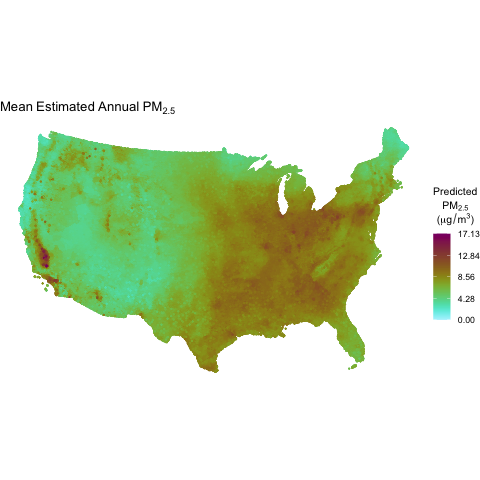 Mean Estimated Annual PM2.5
Predicted
PM2.5
(μg/m3)
17.13
12.84
8.56
4.28
0.00